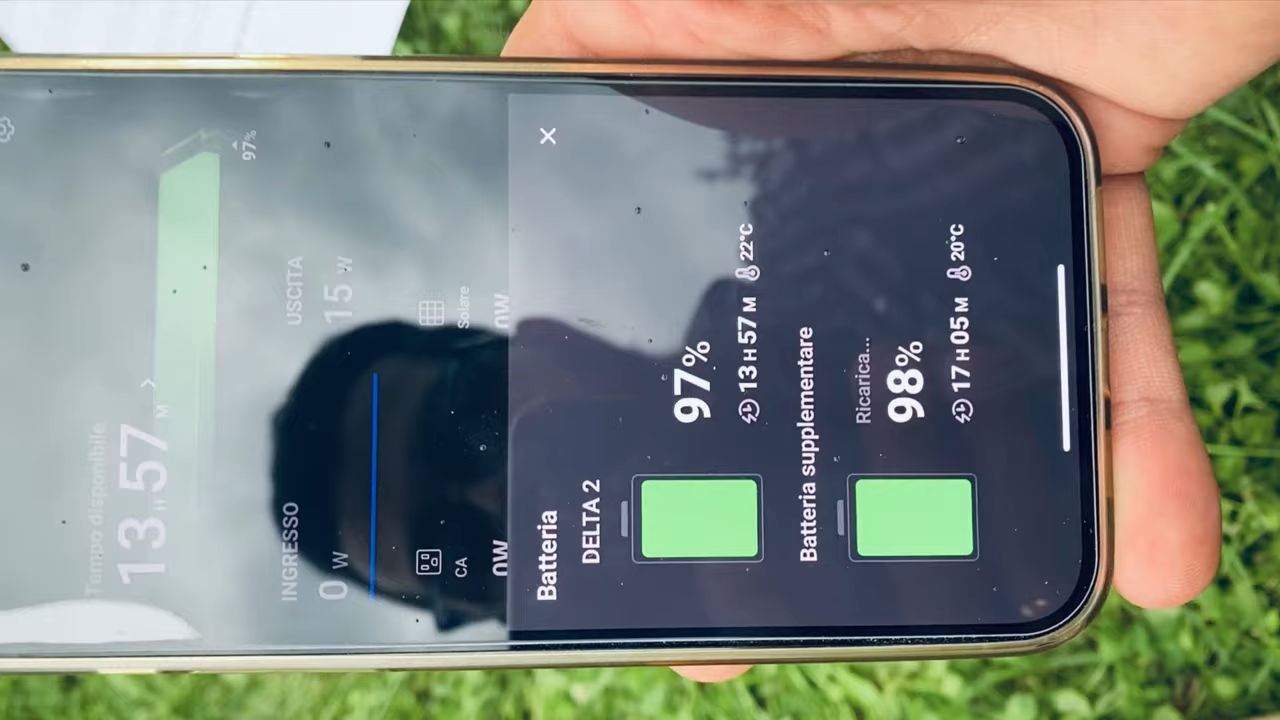 97%
Tempo disponibile
13 H 57 M
INGRESSO
USCITA
0 W
15 W
CA
Solare
0W
0W
Batteria
DELTA 2
97%
13 H 57 M 22°C
Batteria supplementare
Ricarica...
98%
17 H 05 M 20°C